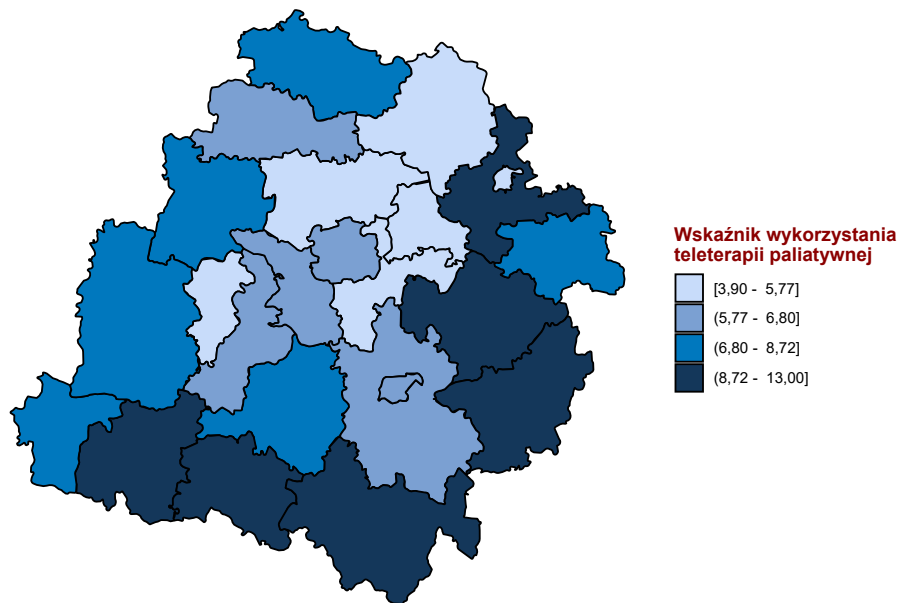 Wskaźnik wykorzystania
teleterapii paliatywnej
[3,90 - 5,77]
(5,77 - 6,80]
(6,80 - 8,72]
(8,72 - 13,00]